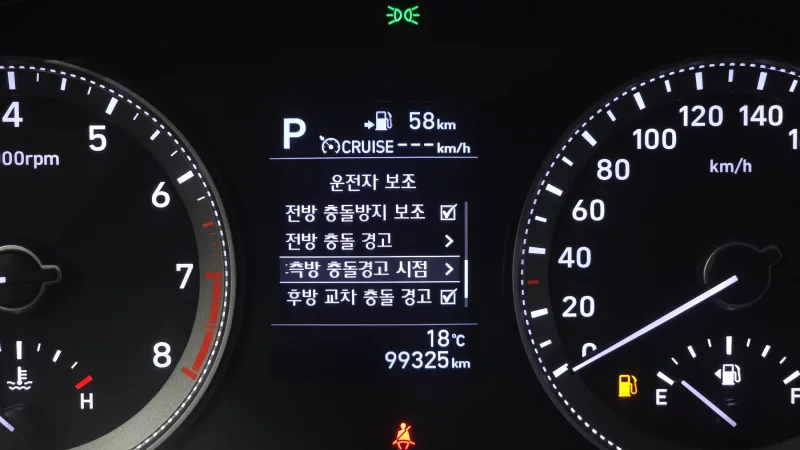 P
58km
CRUISE ---km/h
운전자 보조
전방 충돌방지 보조
전방 충돌 경고
측방 충돌경고 시점
후방 교차 충돌 경고
18℃
99325km
4
5
6
7
8
000rpm
H
0
20
40
60
80
100
120
140
km/h
E
F